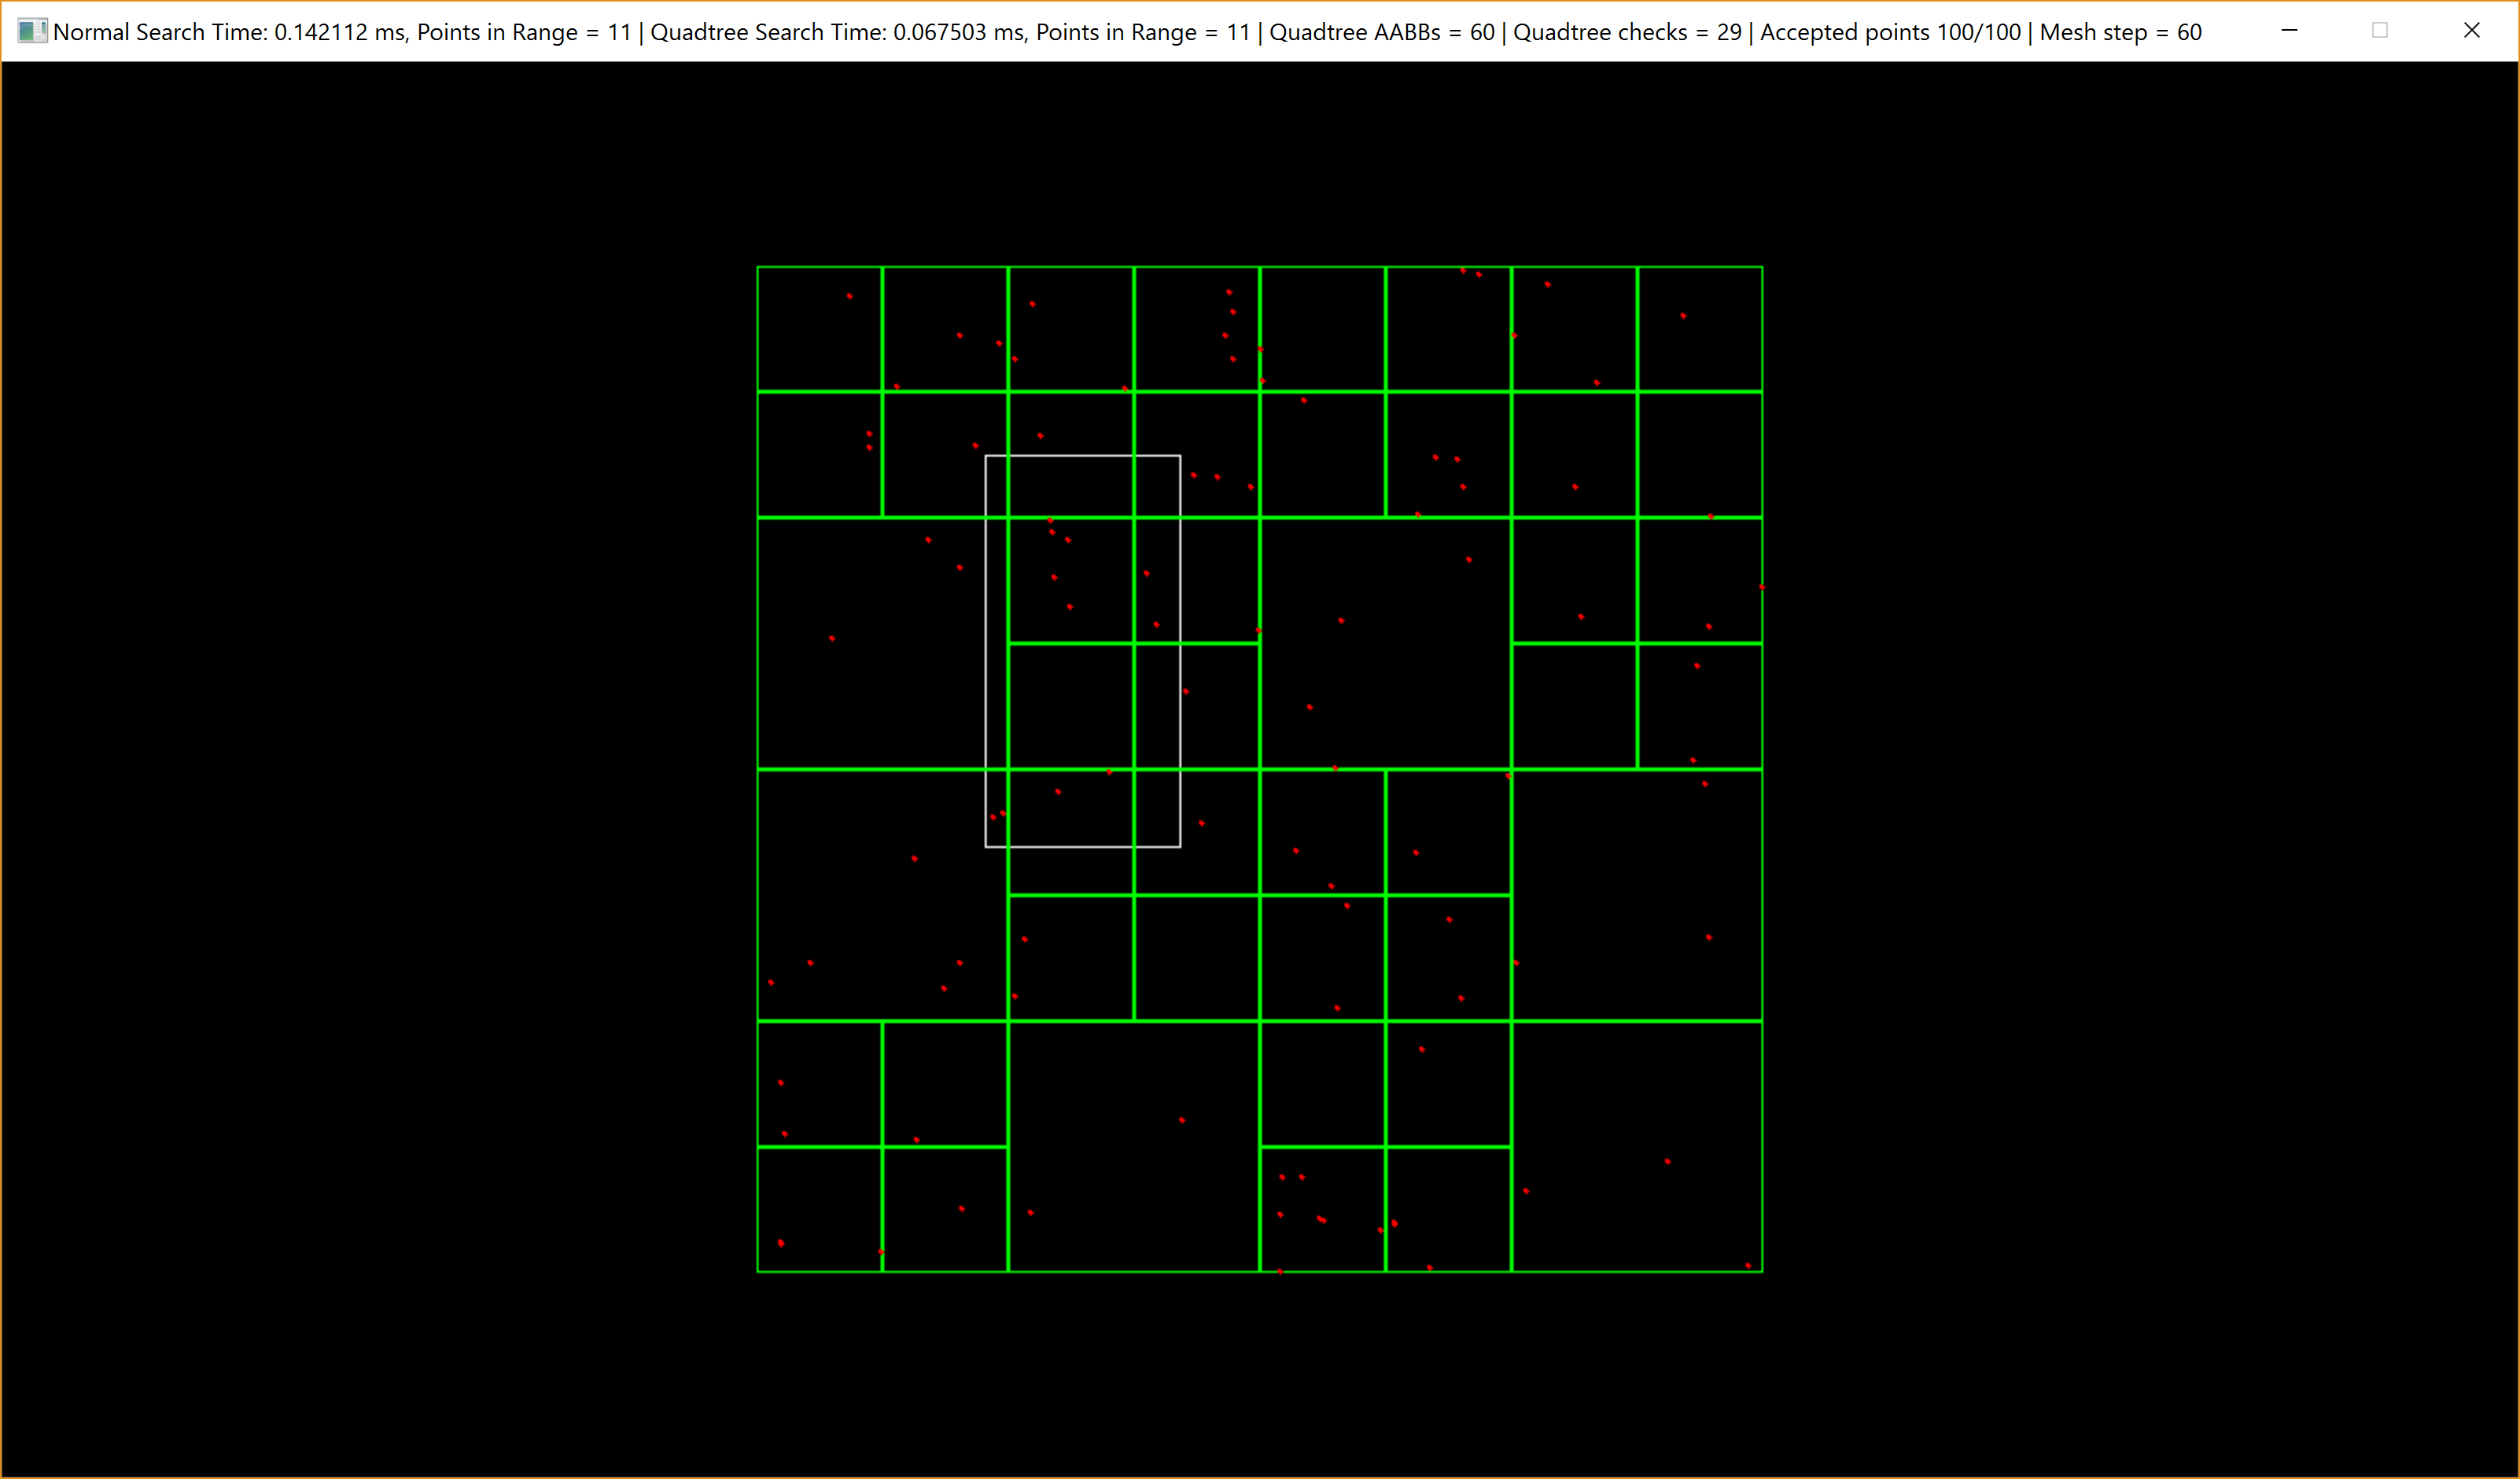 Normal Search Time: 0.142112 ms, Points in Range = 11 | Quadtree Search Time: 0.067503 ms, Points in Range = 11 | Quadtree AABBs = 60 | Quadtree checks = 29 | Accepted points 100/100 | Mesh step = 60